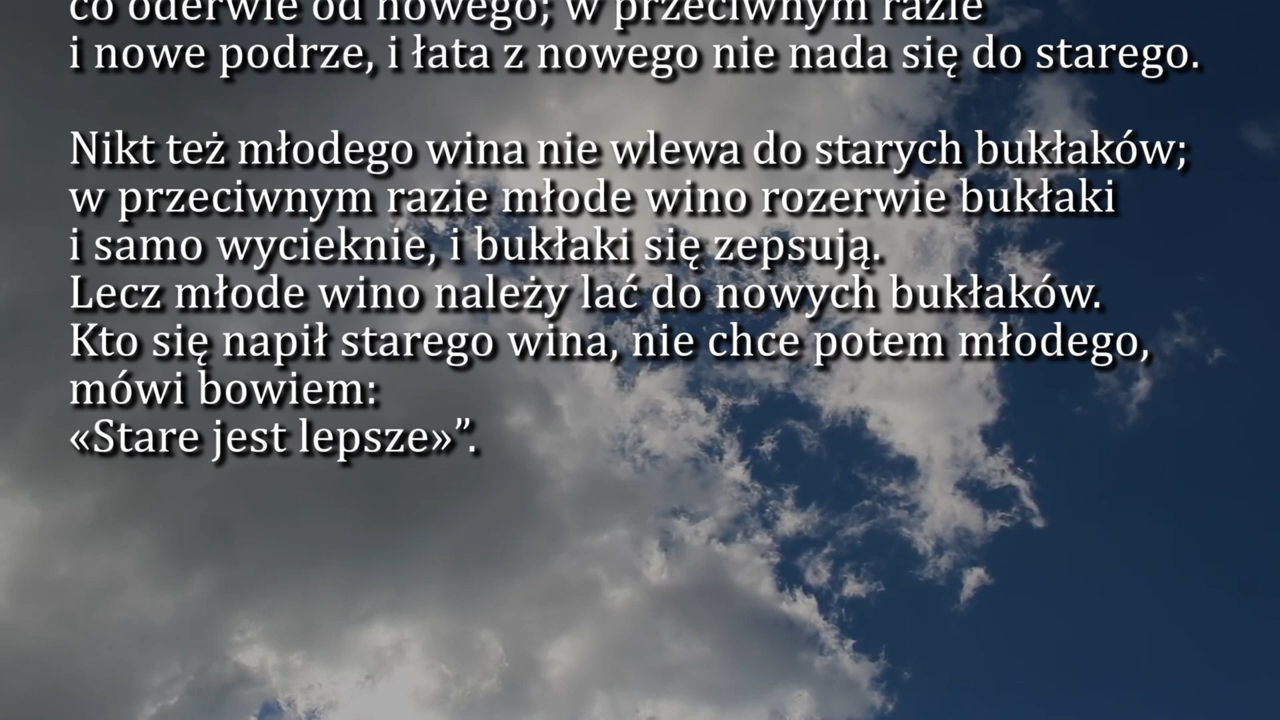 co oderwie od nowego; w przeciwnym razie
i nowe podrze, i łata z nowego nie nada się do starego.
Nikt też młodego wina nie wlewa do starych bukłaków;
w przeciwnym razie młode wino rozerwie bukłaki
i samo wycieknie, i bukłaki się zepsują.
Lecz młode wino należy lać do nowych bukłaków.
Kto się napił starego wina, nie chce potem młodego,
mówi bowiem:
«Stare jest lepsze»”.